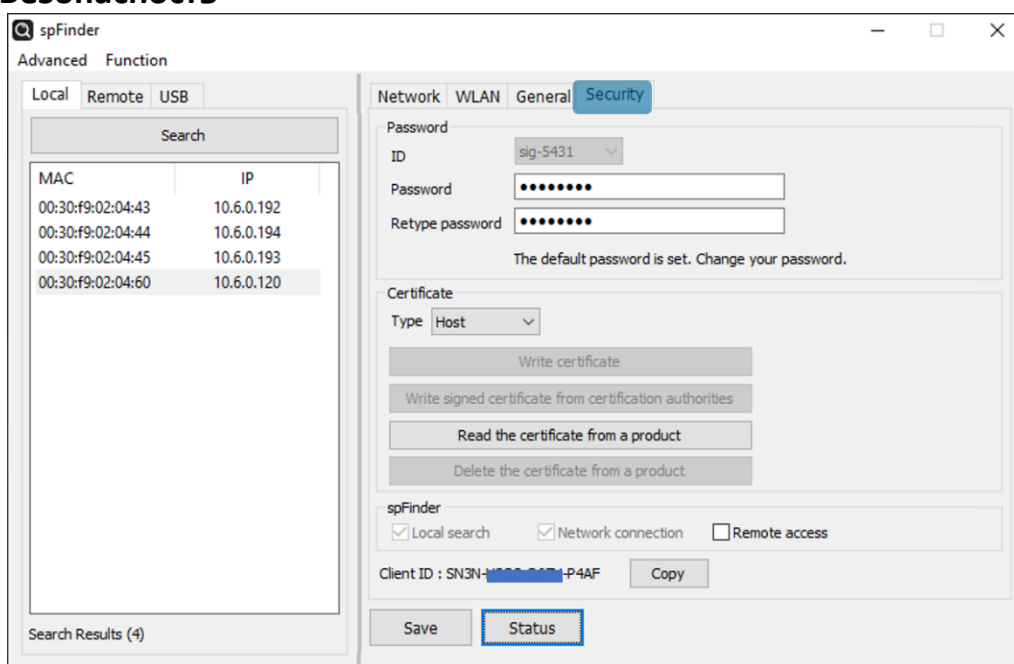 spFinder
Advanced Function
Local Remote USB
Search
MAC IP
00:30:f9:02:04:43 10.6.0.192
00:30:f9:02:04:44 10.6.0.194
00:30:f9:02:04:45 10.6.0.193
00:30:f9:02:04:60 10.6.0.120
Search Results (4)
Network WLAN General Security
Password
ID sig-5431
Password ••••••••
Retype password ••••••••
The default password is set. Change your password.
Certificate
Type Host
Write certificate
Write signed certificate from certification authorities
Read the certificate from a product
Delete the certificate from a product
spFinder
Local search Network connection Remote access
Client ID : SN3N- -P4AF Copy
Save Status